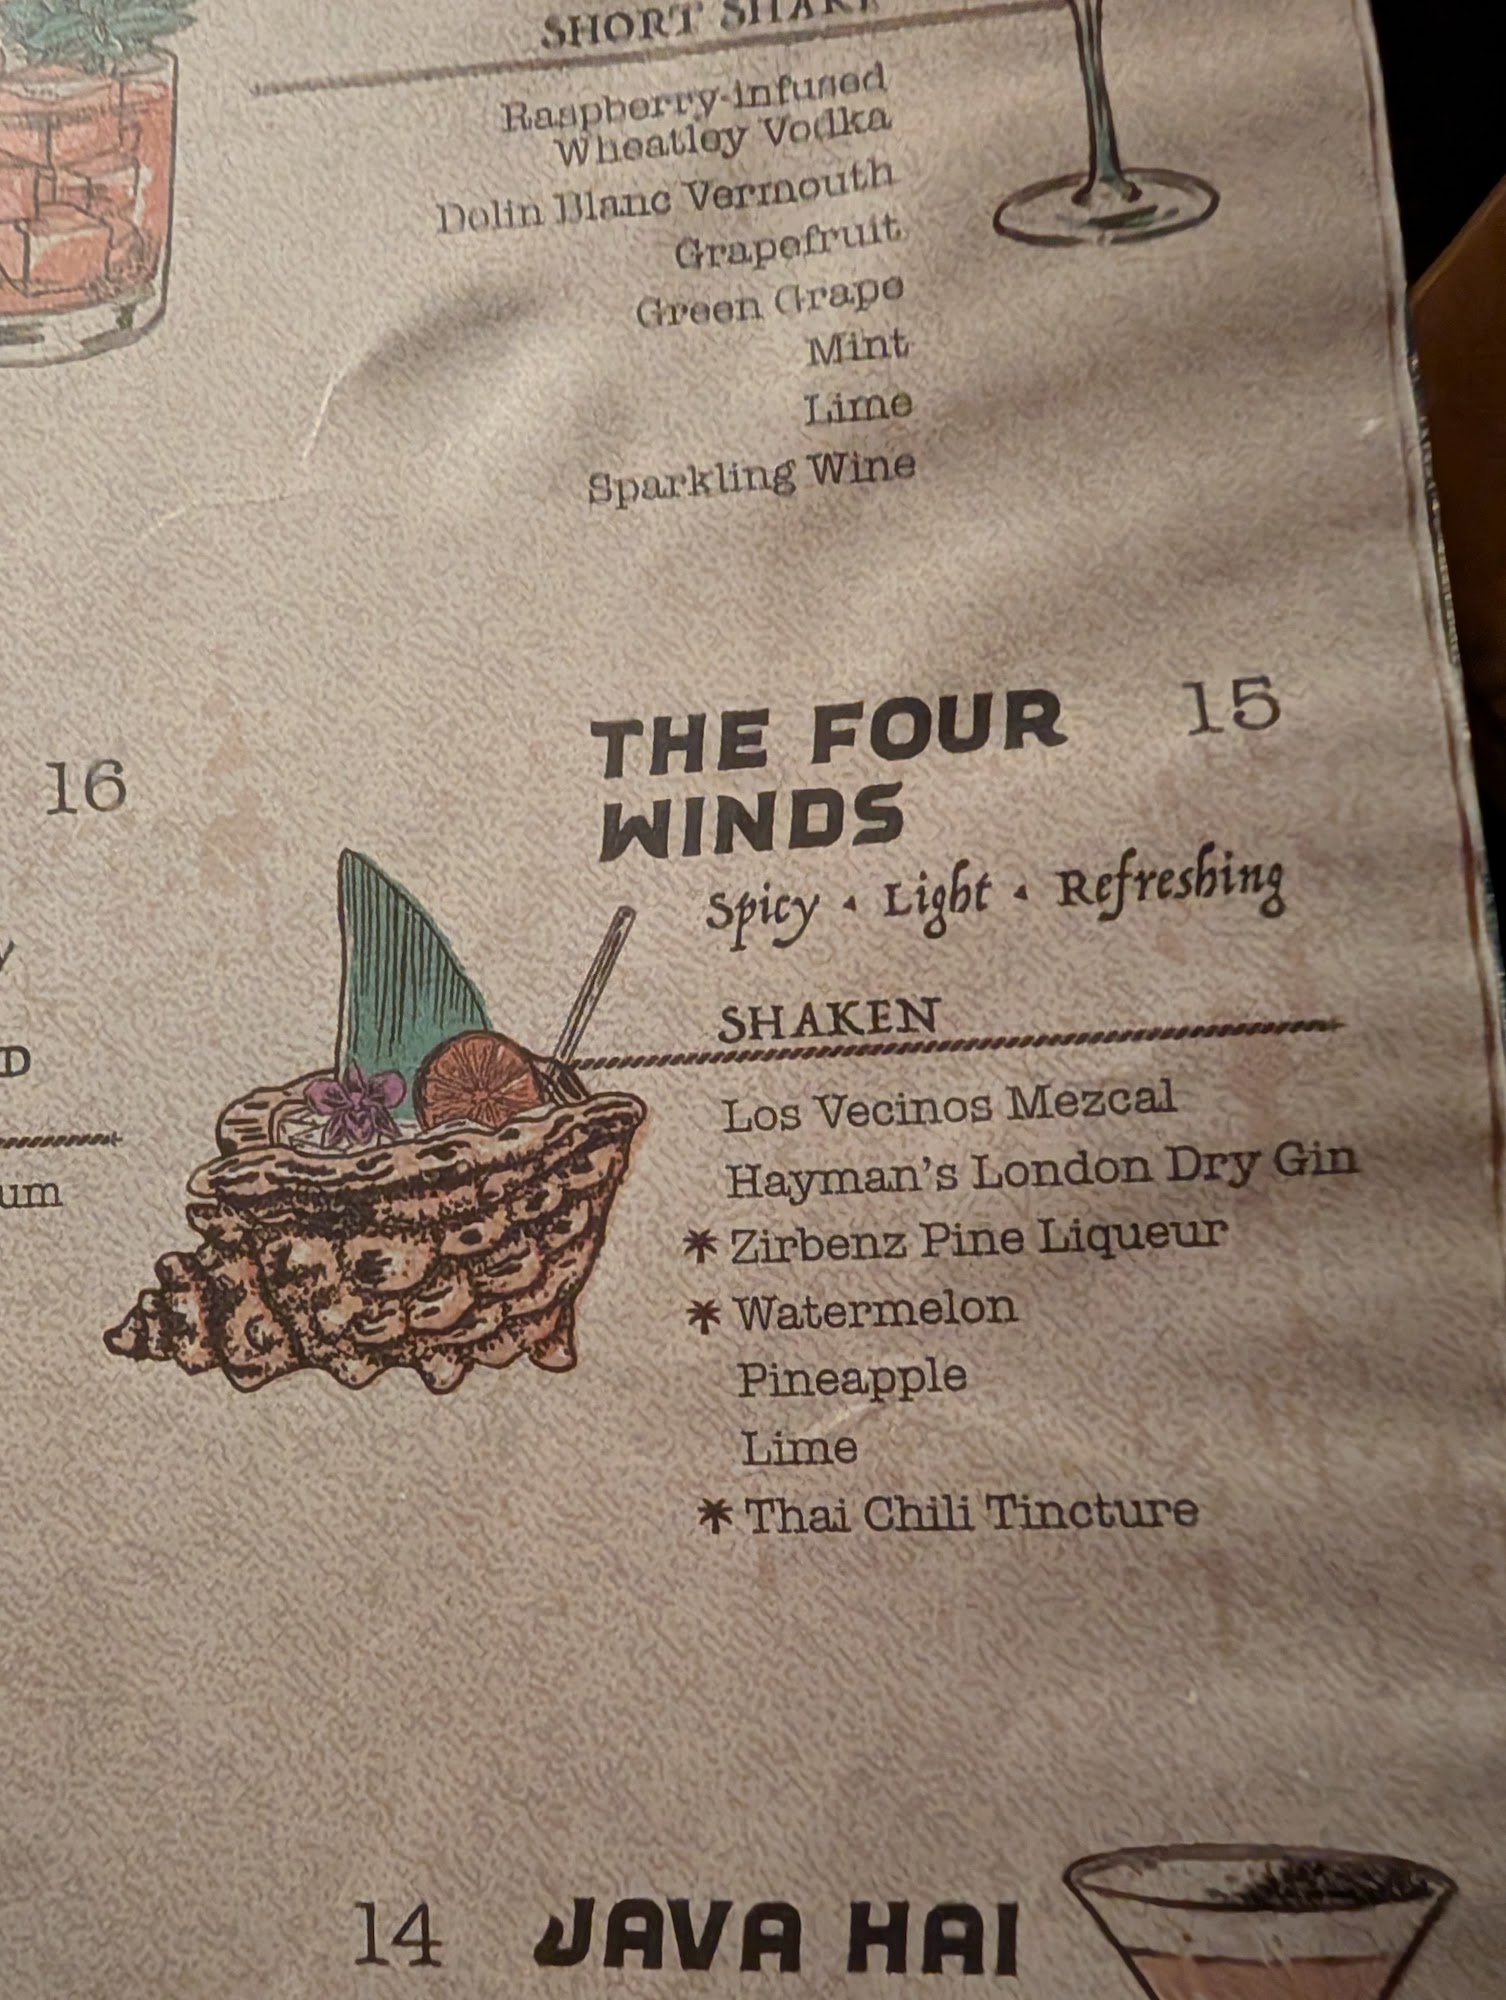 SHORT SHAKE
Raspberry-infused
Wheatley Vodka
Dolin Blanc Vermouth
Grapefruit
Green Grape
Mint
Lime
Sparkling Wine
16
THE FOUR 15
WINDS
Spicy • Light • Refreshing
SHAKEN
D
Los Vecinos Mezcal
Hayman's London Dry Gin
um
* Zirbenz Pine Liqueur
* Watermelon
Pineapple
Lime
* Thai Chili Tincture
14 JAVA HAI